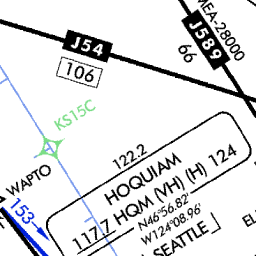 MEA-28000
J54
J589
66
106
KS15C
122.2
HOQUIAM
117.7 HQM (VH) (H) 124
N46°56.82'
W124°08.96'
SEATTLE
WAPTO
153
EL